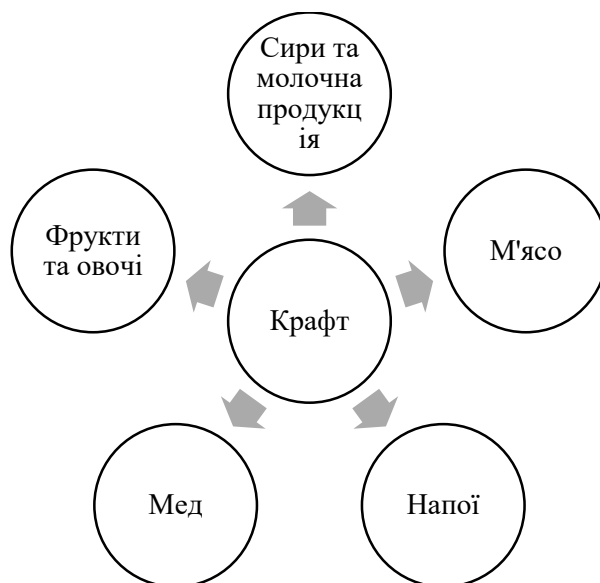 Сири та
молочна
продукц
ія
Фрукти
та овочі
М'ясо
Крафт
Мед
Напої